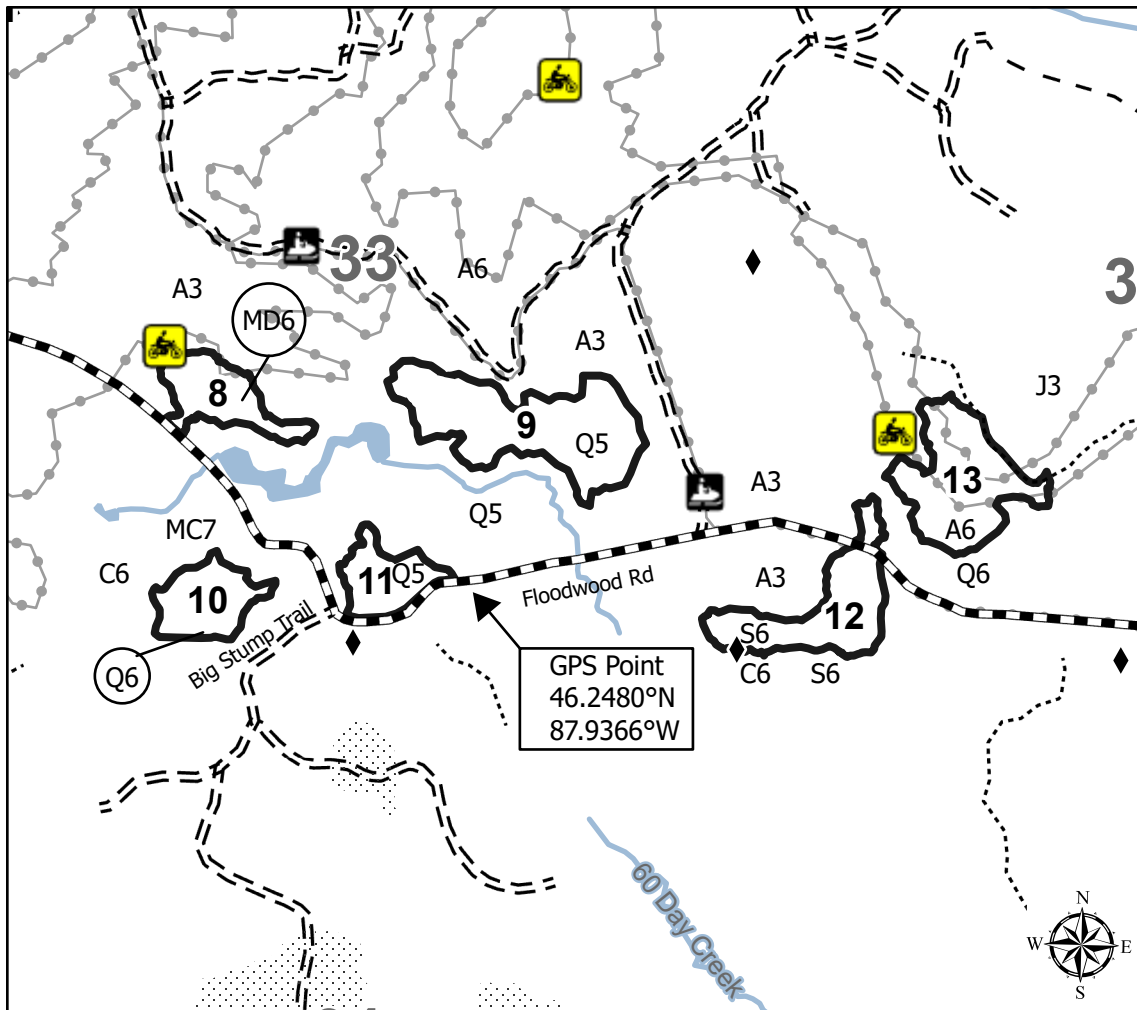 33
A6
A3
3
MD6
A3
J3
8
9
Q5
13
A3
Q5
A6
MC7
C6
Q5
11
10
Floodwood Rd
A3
Q6
12
Big Stump Trail
S6
Q6
C6
S6
GPS Point
46.2480°N
87.9366°W
60 Day Creek
N
W
E
S